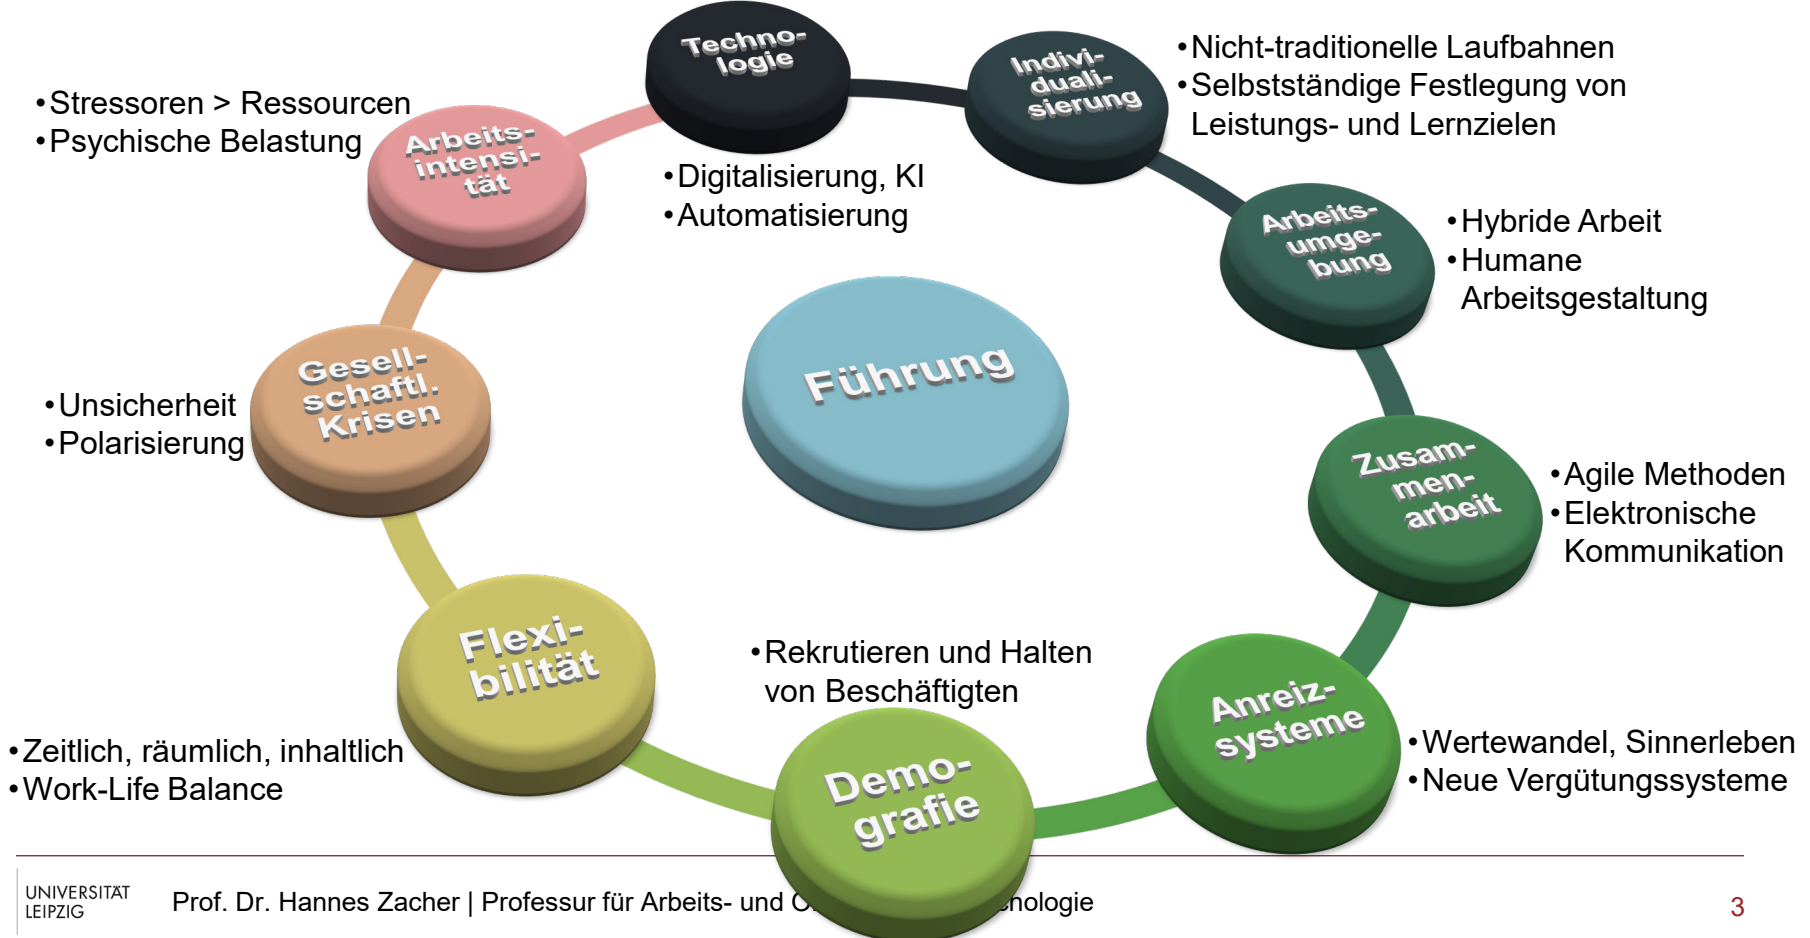 Techno-
logie
•Digitalisierung, KI
•Automatisierung
Indivi-
duali-
sierung
•Nicht-traditionelle Laufbahnen
•Selbstständige Festlegung von
Leistungs- und Lernzielen
Arbeits-
umge-
bung
•Hybride Arbeit
•Humane
Arbeitsgestaltung
Zusam-
men-
arbeit
•Agile Methoden
•Elektronische
Kommunikation
Anreiz-
systeme
•Wertewandel, Sinnerleben
•Neue Vergütungssysteme
•Rekrutieren und Halten
von Beschäftigten
Demo-
grafie
Flexi-
bilität
•Zeitlich, räumlich, inhaltlich
•Work-Life Balance
Gesell-
schaftl.
Krisen
•Unsicherheit
•Polarisierung
Arbeits-
intensi-
tät
•Stressoren > Ressourcen
•Psychische Belastung
Führung
UNIVERSITÄT
LEIPZIG
Prof. Dr. Hannes Zacher | Professur für Arbeits- und
3